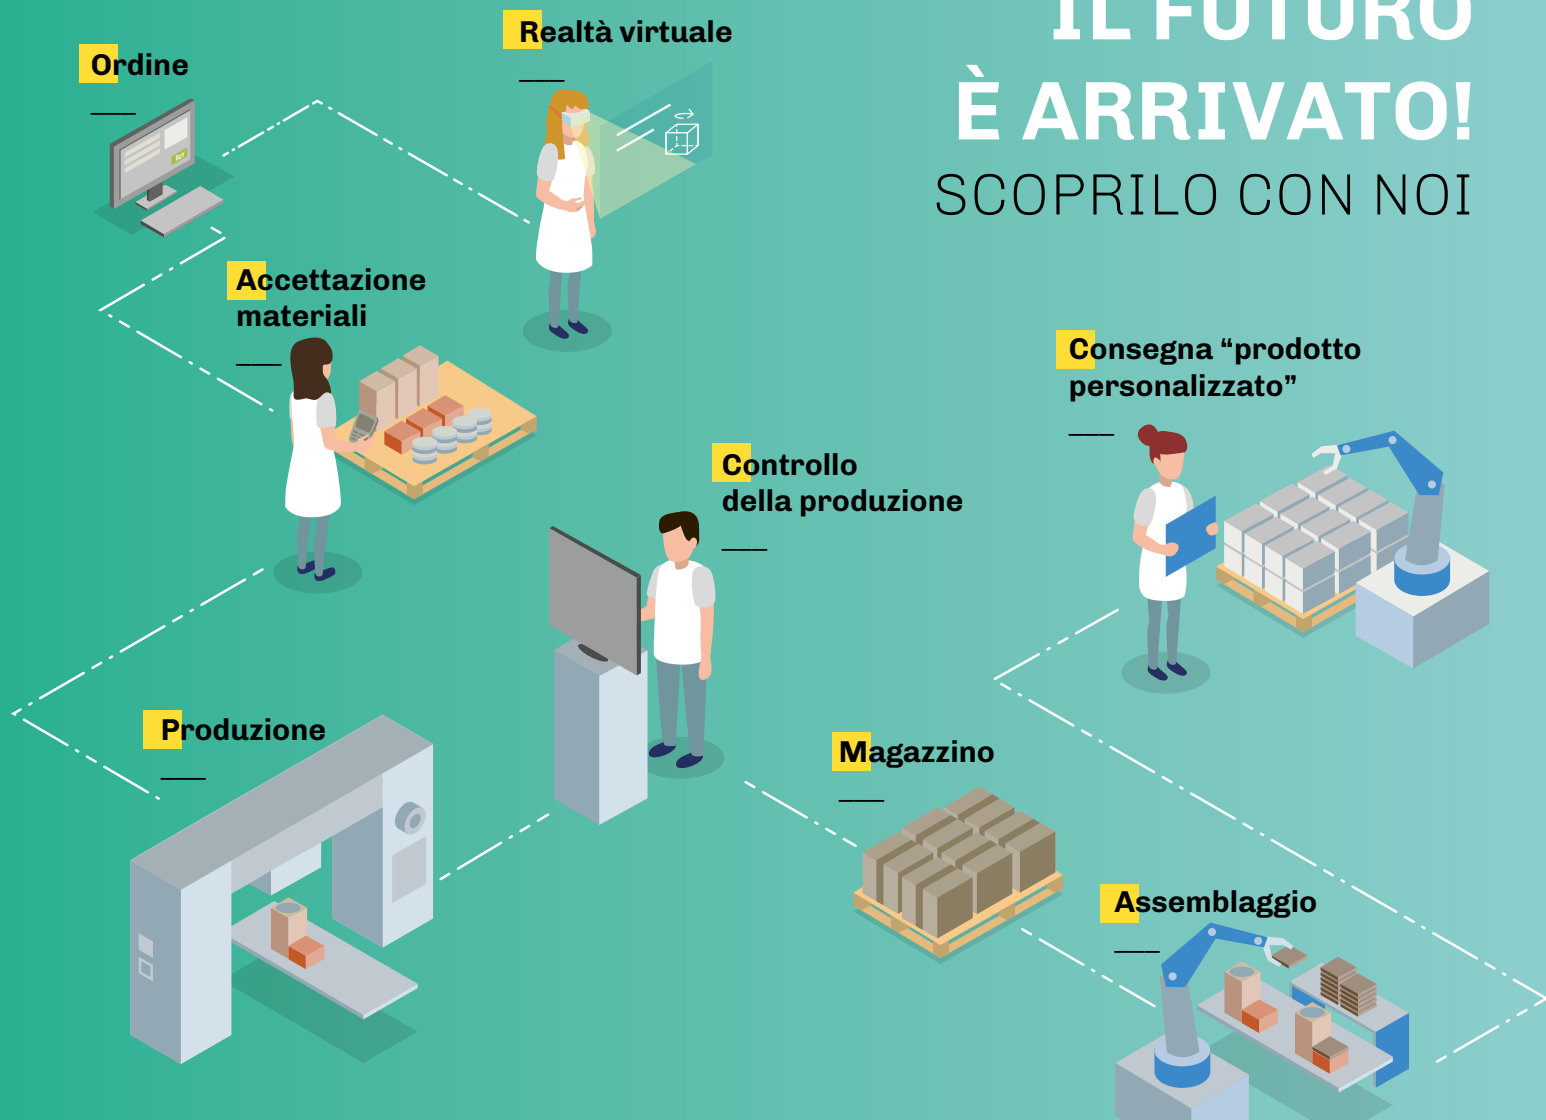 IL FUTURO
È ARRIVATO!
SCOPRILO CON NOI
Ordine
BUY
Realtà virtuale
Accettazione
materiali
Consegna “prodotto
personalizzato”
Controllo
della produzione
Produzione
Magazzino
Assemblaggio